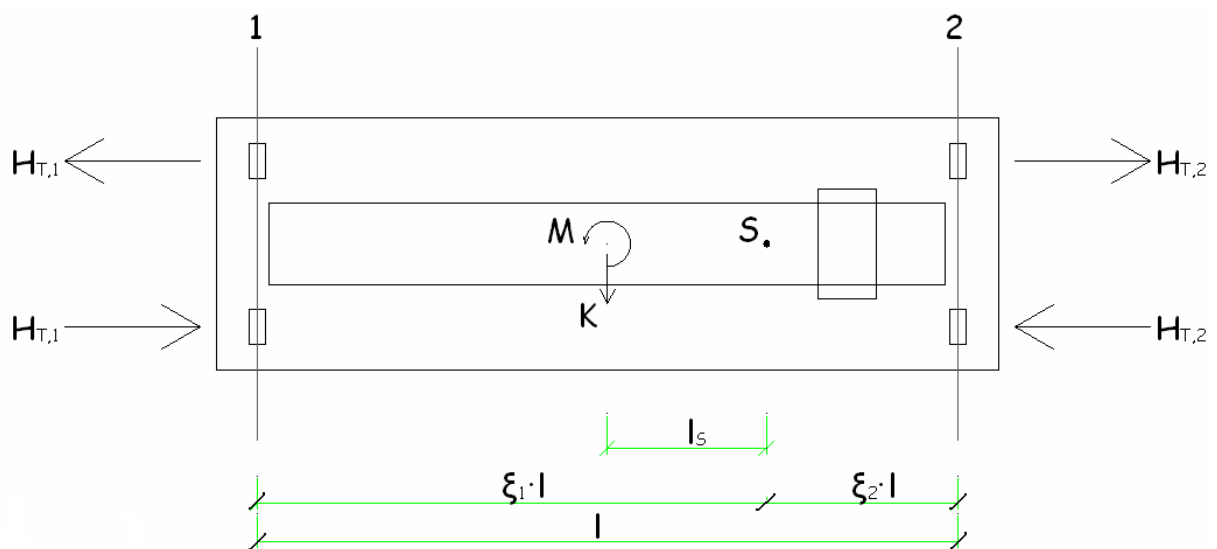 1
2
H_T,1
H_T,2
M
S
K
H_T,1
H_T,2
l_S
ξ₁·l
ξ₂·l
l